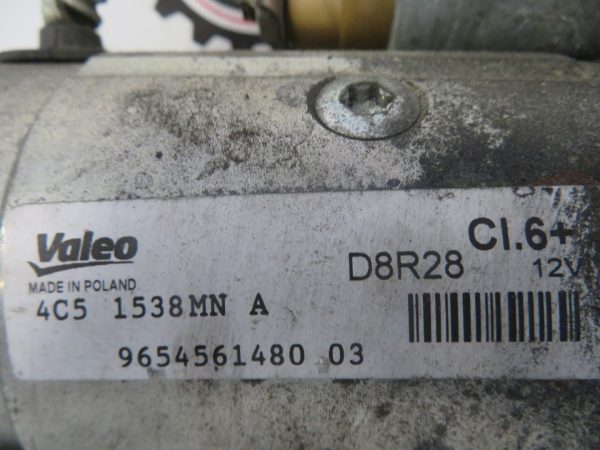 Valeo
MADE IN POLAND
D8R28
Cl.6+
12V
4C5 1538MN A
9654561480 03